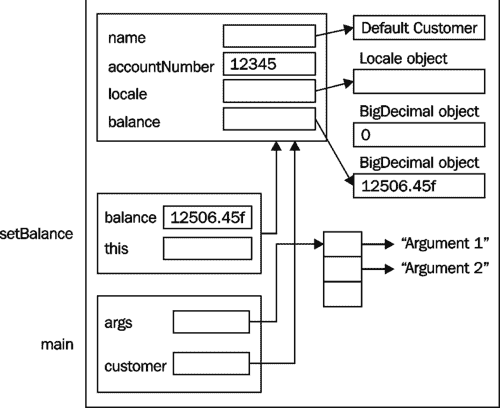 name
Default Customer
accountNumber 12345
Locale object
locale
BigDecimal object
balance
0
BigDecimal object
12506.45f
setBalance
balance 12506.45f
this
"Argument 1"
"Argument 2"
main
args
customer